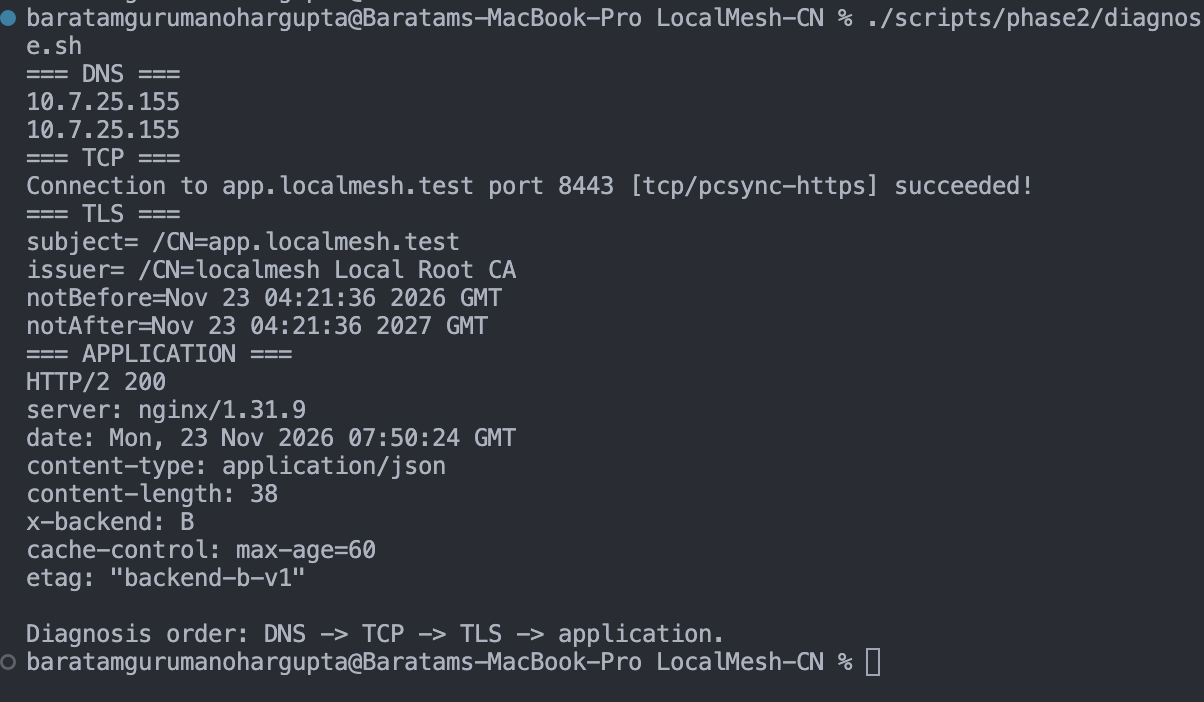 baratamgurumanohargupta@Baratams-MacBook-Pro LocalMesh-CN % ./scripts/phase2/diagnos
e.sh
=== DNS ===
10.7.25.155
10.7.25.155
=== TCP ===
Connection to app.localmesh.test port 8443 [tcp/pcsync-https] succeeded!
=== TLS ===
subject= /CN=app.localmesh.test
issuer= /CN=localmesh Local Root CA
notBefore=Nov 23 04:21:36 2026 GMT
notAfter=Nov 23 04:21:36 2027 GMT
=== APPLICATION ===
HTTP/2 200
server: nginx/1.31.9
date: Mon, 23 Nov 2026 07:50:24 GMT
content-type: application/json
content-length: 38
x-backend: B
cache-control: max-age=60
etag: "backend-b-v1"
Diagnosis order: DNS -> TCP -> TLS -> application.
baratamgurumanohargupta@Baratams-MacBook-Pro LocalMesh-CN %